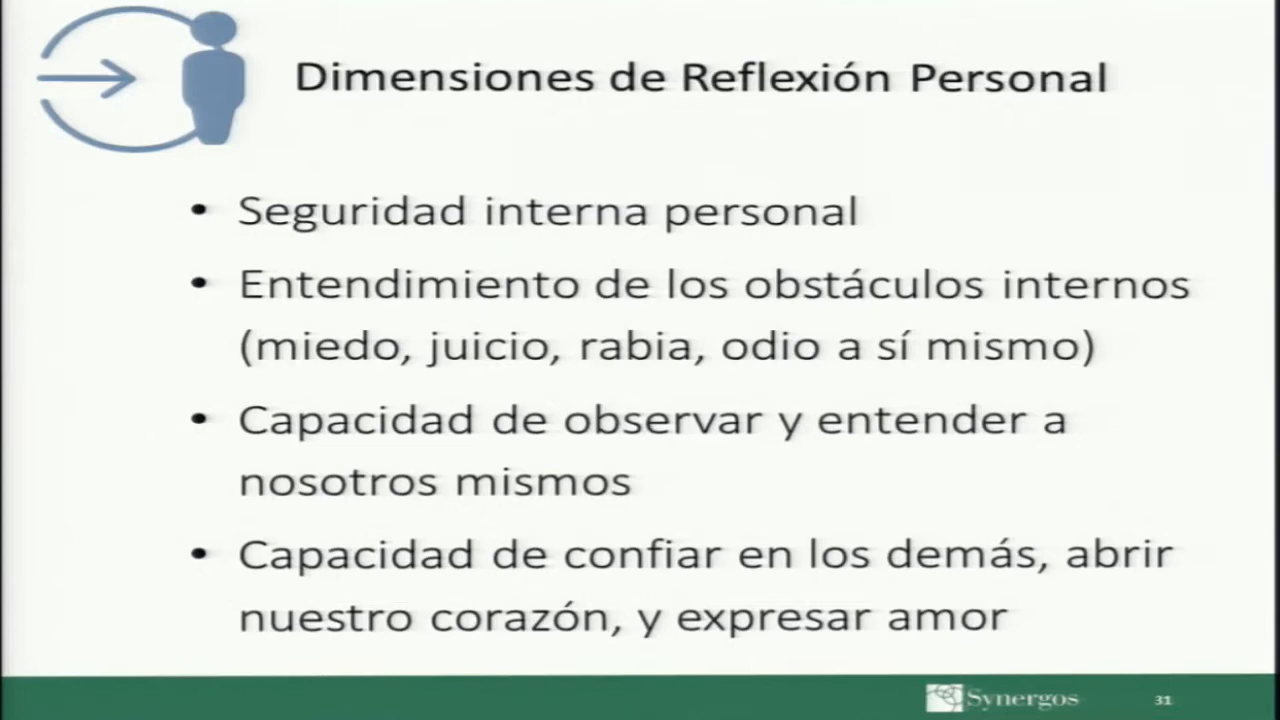 Dimensiones de Reflexión Personal
• Seguridad interna personal
• Entendimiento de los obstáculos internos
(miedo, juicio, rabia, odio a sí mismo)
• Capacidad de observar y entender a
nosotros mismos
• Capacidad de confiar en los demás, abrir
nuestro corazón, y expresar amor
Synergos
31